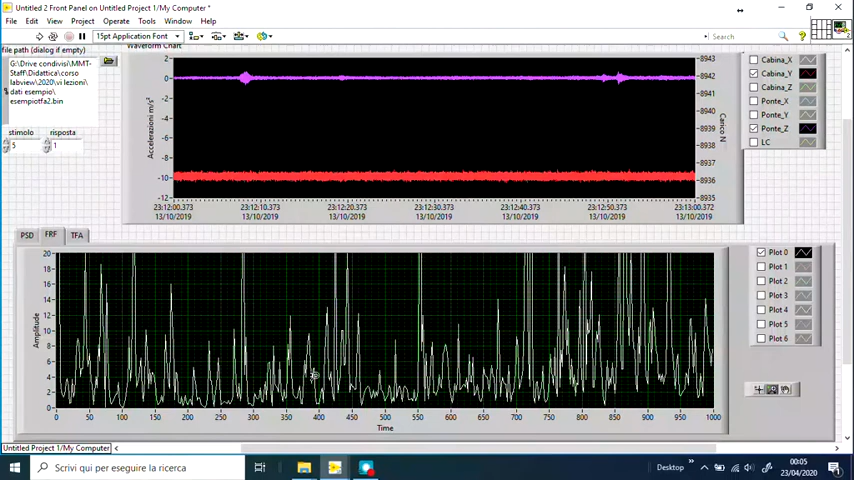 Untitled 2 Front Panel on Untitled Project 1/My Computer *
File Edit View Project Operate Tools Window Help
15pt Application Font
Search
file path (dialog if empty)
G:\Drive condivisi\MMT-
Staff\Didattica\corso
labview\2020\vi lezioni\
dati esempio\
esempiotfa2.bin
stimolo risposta
5 1
Waveform Chart
Accelerazioni m/s²
2
0
-2
-4
-6
-8
-10
-12
8943
8942
8941
8940
8939
8938
8937
8936
8935
Carico N
23:12:00.373 23:12:10.373 23:12:20.373 23:12:30.373 23:12:40.373 23:12:50.373 23:13:00.372
13/10/2019 13/10/2019 13/10/2019 13/10/2019 13/10/2019 13/10/2019 13/10/2019
Cabina_X
Cabina_Y
Cabina_Z
Ponte_X
Ponte_Y
Ponte_Z
LC
PSD FRF TFA
Amplitude
20
18
16
14
12
10
8
6
4
2
0
0 50 100 150 200 250 300 350 400 450 500 550 600 650 700 750 800 850 900 950 1000
Time
Plot 0
Plot 1
Plot 2
Plot 3
Plot 4
Plot 5
Plot 6
Untitled Project 1/My Computer
Scrivi qui per eseguire la ricerca
Desktop
00:05
23/04/2020